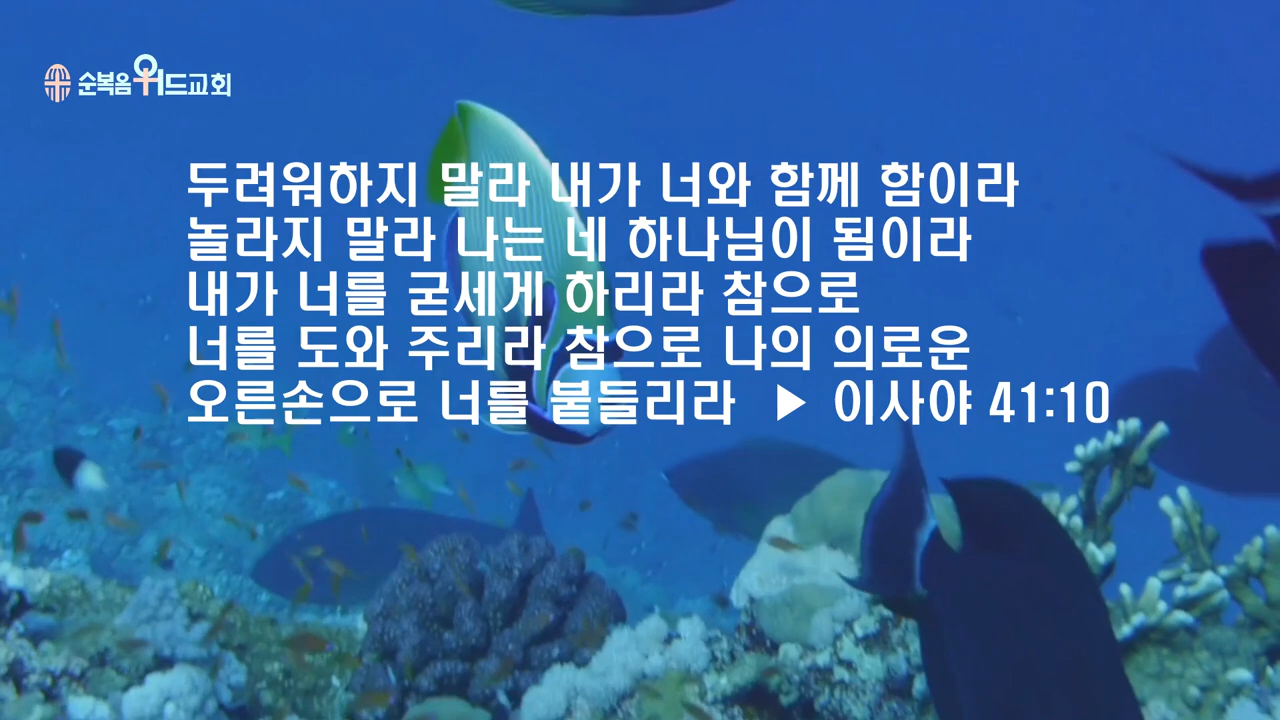 순복음워드교회
두려워하지 말라 내가 너와 함께 함이라
놀라지 말라 나는 네 하나님이 됨이라
내가 너를 굳세게 하리라 참으로
너를 도와 주리라 참으로 나의 의로운
오른손으로 너를 붙들리라 ▶ 이사야 41:10